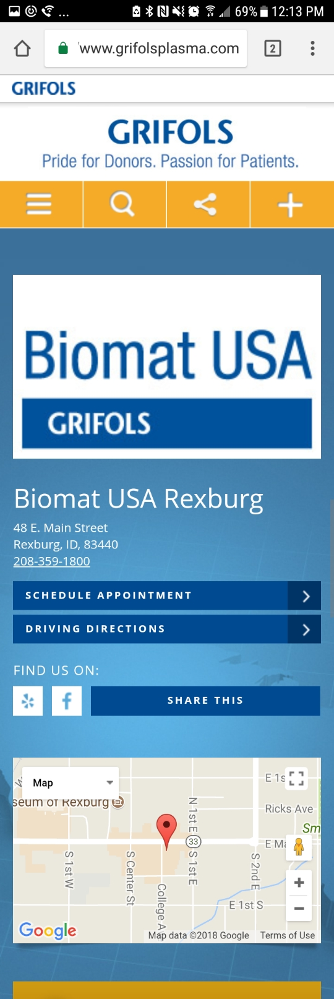 ... 69% 12:13 PM
www.grifolsplasma.com 2
GRIFOLS
GRIFOLS
Pride for Donors. Passion for Patients.
Biomat USA
GRIFOLS
Biomat USA Rexburg
48 E. Main Street
Rexburg, ID, 83440
208-359-1800
SCHEDULE APPOINTMENT
DRIVING DIRECTIONS
FIND US ON:
f SHARE THIS
Map
E 1s
seum of Rexburg
N 1st E
Ricks Ave
Sm
33
E Ma
S 1st W
S Center St
College A
S 1st E
S 2nd E
E 1st S
+
−
Google
Map data ©2018 Google Terms of Use